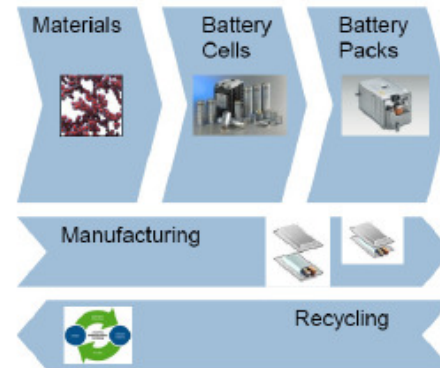 Materials
Battery
Cells
Battery
Packs
Manufacturing
Recycling